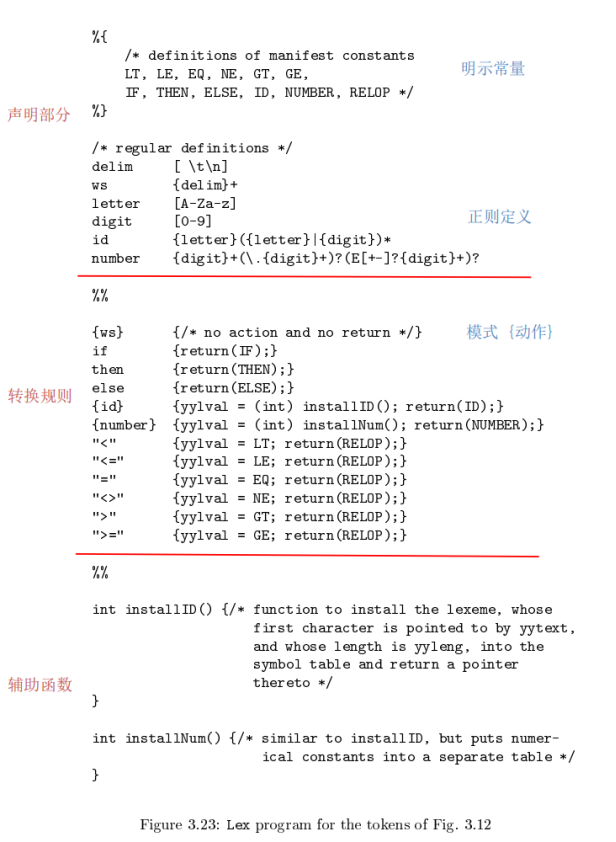 %{
/* definitions of manifest constants
明示常量
LT, LE, EQ, NE, GT, GE,
IF, THEN, ELSE, ID, NUMBER, RELOP */
声明部分
%}
/* regular definitions */
delim [ \t\n]
ws {delim}+
letter [A-Za-z]
digit [0-9]
正则定义
id {letter}({letter}|{digit})*
number {digit}+(\.{digit}+)?(E[+-]?{digit}+)?
%%
{ws} {/* no action and no return */}
模式 {动作}
if {return(IF);}
then {return(THEN);}
else {return(ELSE);}
转换规则
{id} {yylval = (int) installID(); return(ID);}
{number} {yylval = (int) installNum(); return(NUMBER);}
"<" {yylval = LT; return(RELOP);}
"<=" {yylval = LE; return(RELOP);}
"=" {yylval = EQ; return(RELOP);}
"<>" {yylval = NE; return(RELOP);}
">" {yylval = GT; return(RELOP);}
">=" {yylval = GE; return(RELOP);}
%%
int installID() {/* function to install the lexeme, whose
first character is pointed to by yytext,
and whose length is yyleng, into the
symbol table and return a pointer
thereto */
辅助函数
}
int installNum() {/* similar to installID, but puts numer-
ical constants into a separate table */
}
Figure 3.23: Lex program for the tokens of Fig. 3.12